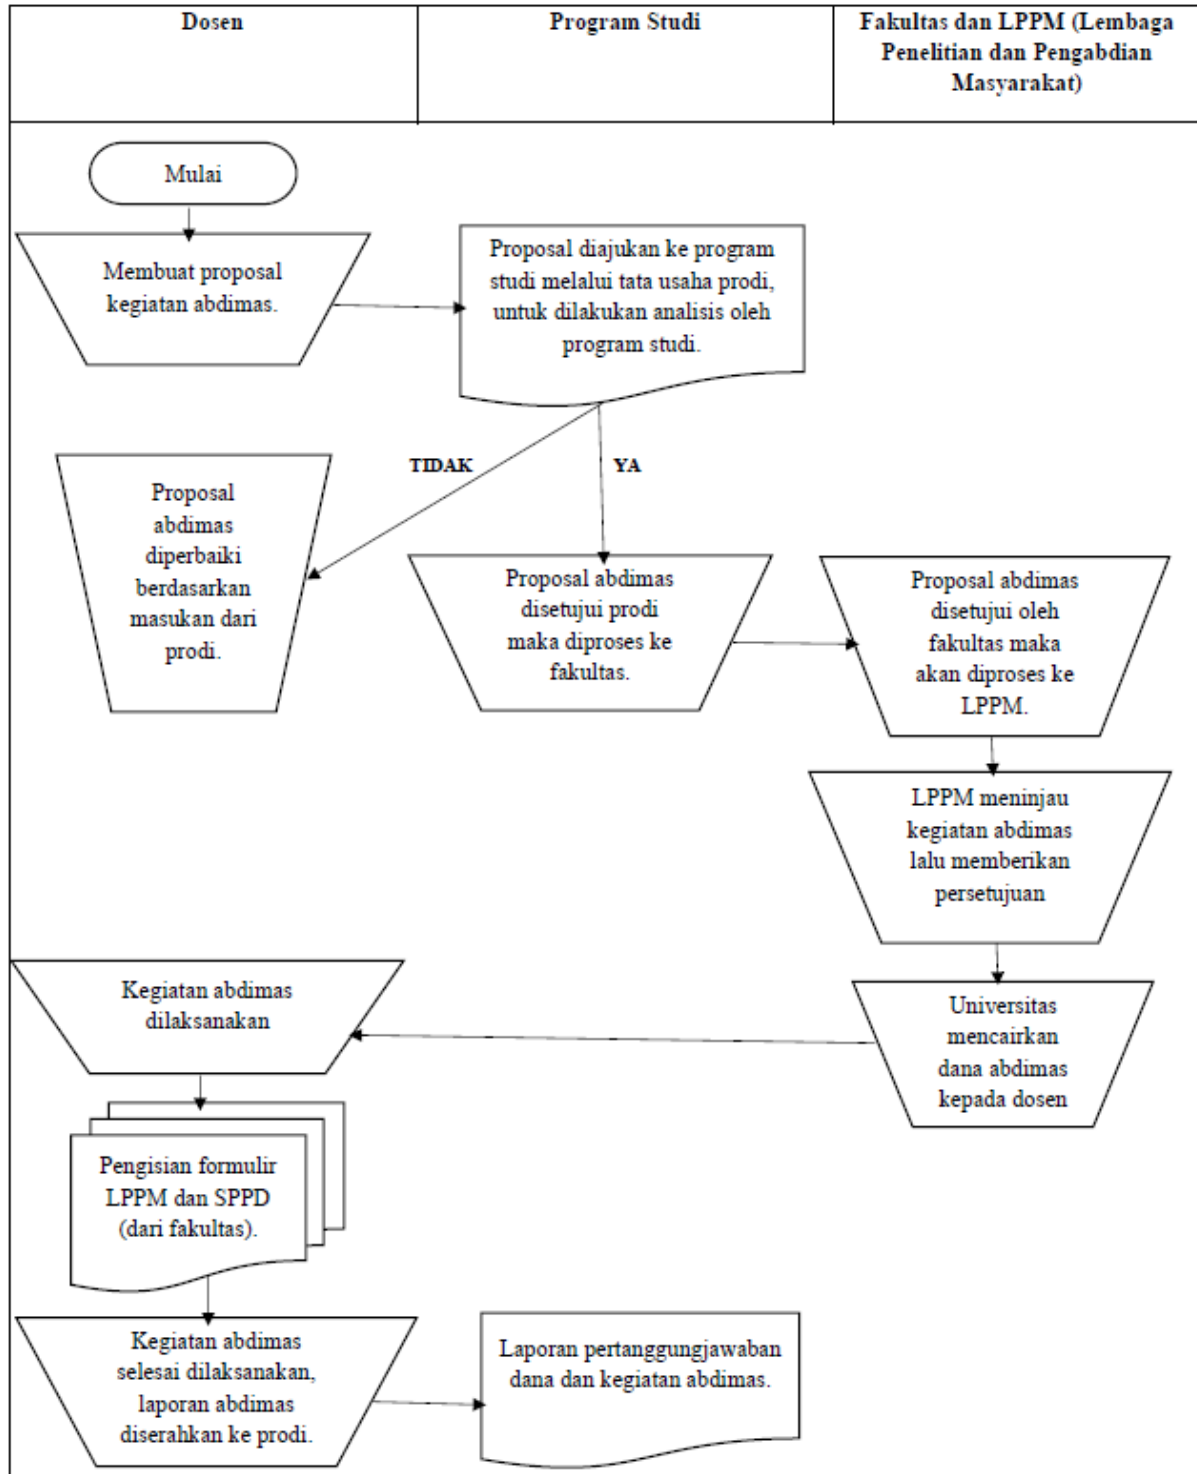 Dosen
Program Studi
Fakultas dan LPPM (Lembaga
Penelitian dan Pengabdian
Masyarakat)
Mulai
Membuat proposal
kegiatan abdimas.
Proposal diajukan ke program
studi melalui tata usaha prodi,
untuk dilakukan analisis oleh
program studi.
TIDAK
YA
Proposal
abdimas
diperbaiki
berdasarkan
masukan dari
prodi.
Proposal abdimas
disetujui prodi
maka diproses ke
fakultas.
Proposal abdimas
disetujui oleh
fakultas maka
akan diproses ke
LPPM.
LPPM meninjau
kegiatan abdimas
lalu memberikan
persetujuan
Universitas
mencairkan
dana abdimas
kepada dosen
Kegiatan abdimas
dilaksanakan
Pengisian formulir
LPPM dan SPPD
(dari fakultas).
Kegiatan abdimas
selesai dilaksanakan,
laporan abdimas
diserahkan ke prodi.
Laporan pertanggungjawaban
dana dan kegiatan abdimas.